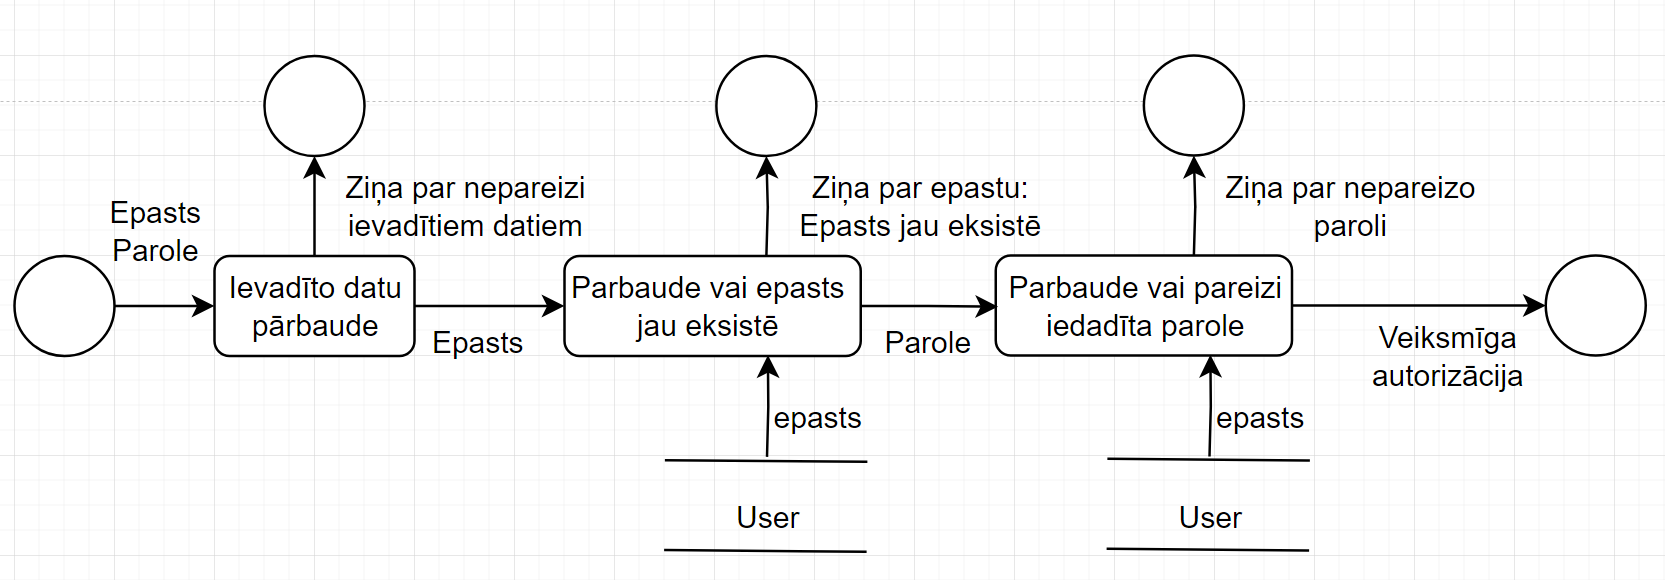 Epasts
Parole
Ziņa par nepareizi
ievadītiem datiem
Ziņa par epastu:
Epasts jau eksistē
Ziņa par nepareizo
paroli
Ievadīto datu
pārbaude
Epasts
Parbaude vai epasts
jau eksistē
Parole
Parbaude vai pareizi
iedadīta parole
Veiksmīga
autorizācija
epasts
epasts
User
User